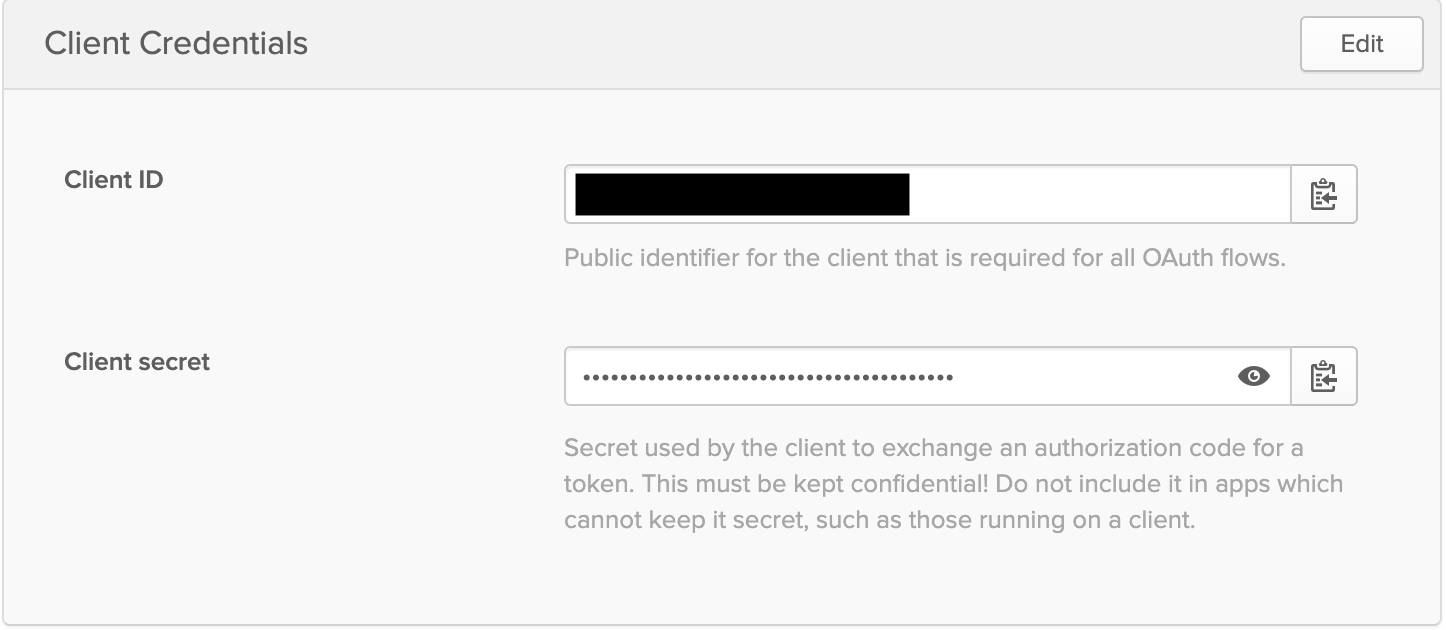 Client Credentials
Edit
Client ID
Public identifier for the client that is required for all OAuth flows.
Client secret
••••••••••••••••••••••••••••••••••••••••
Secret used by the client to exchange an authorization code for a
token. This must be kept confidential! Do not include it in apps which
cannot keep it secret, such as those running on a client.